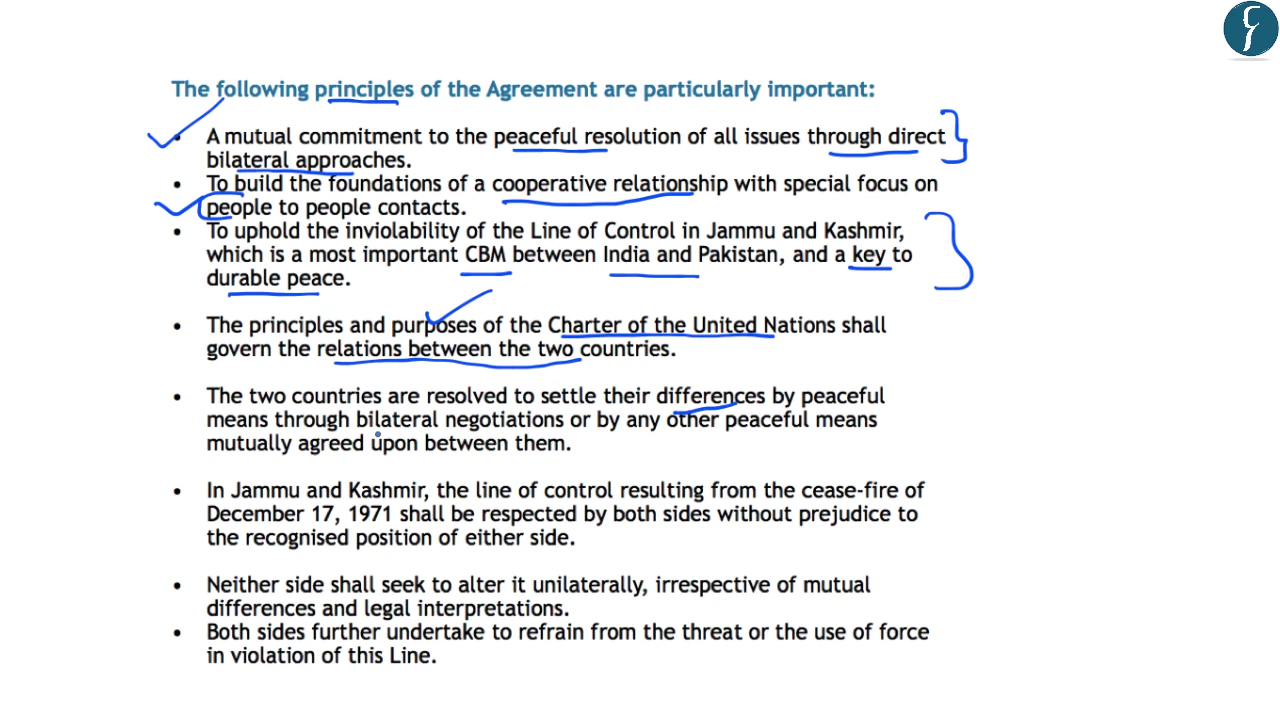 The following principles of the Agreement are particularly important:
• A mutual commitment to the peaceful resolution of all issues through direct
bilateral approaches.
• To build the foundations of a cooperative relationship with special focus on
people to people contacts.
• To uphold the inviolability of the Line of Control in Jammu and Kashmir,
which is a most important CBM between India and Pakistan, and a key to
durable peace.
• The principles and purposes of the Charter of the United Nations shall
govern the relations between the two countries.
• The two countries are resolved to settle their differences by peaceful
means through bilateral negotiations or by any other peaceful means
mutually agreed upon between them.
• In Jammu and Kashmir, the line of control resulting from the cease-fire of
December 17, 1971 shall be respected by both sides without prejudice to
the recognised position of either side.
• Neither side shall seek to alter it unilaterally, irrespective of mutual
differences and legal interpretations.
• Both sides further undertake to refrain from the threat or the use of force
in violation of this Line.